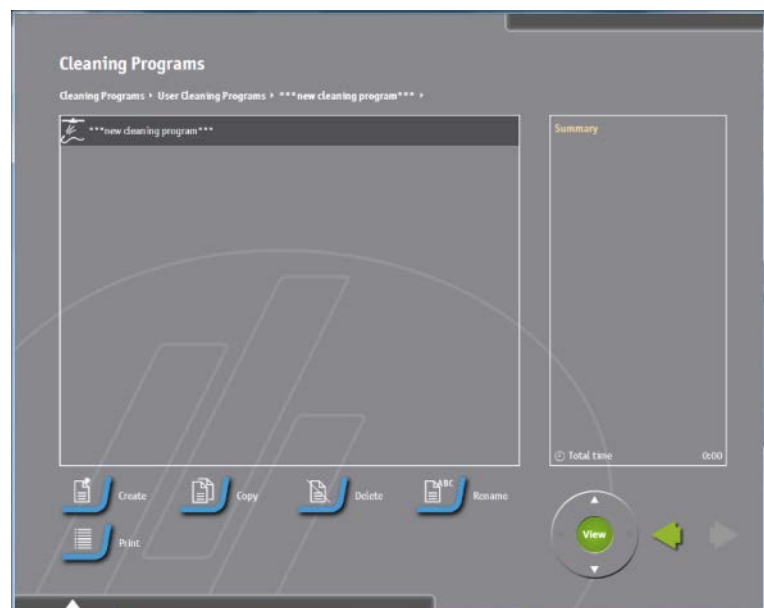 Cleaning Programs
Cleaning Programs ‣ User Cleaning Programs ‣ ***new cleaning program*** ‣
***new cleaning program***
Summary
Total time 0:00
Create
Copy
Delete
ABC
Rename
Print
View